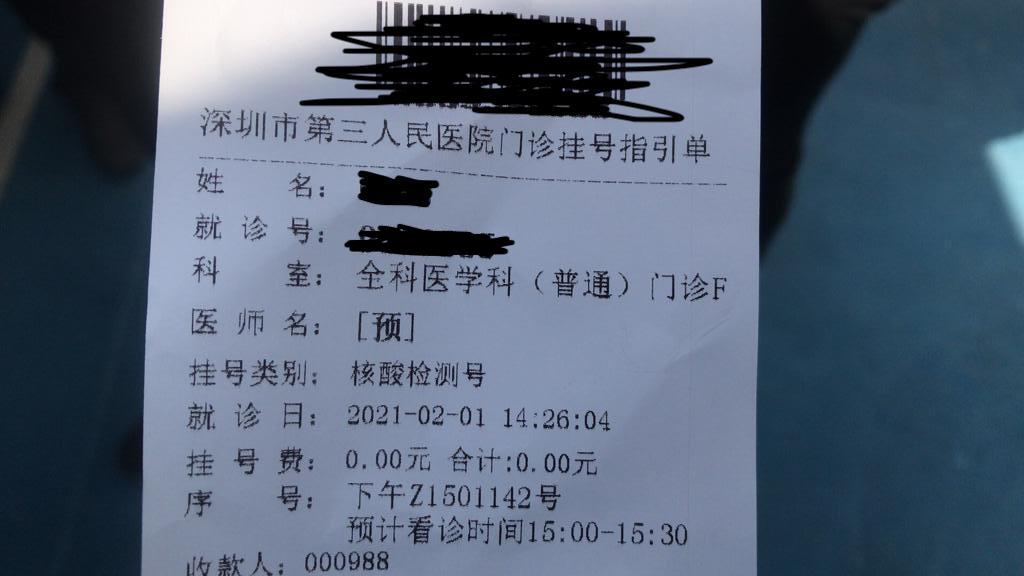 深圳市第三人民医院门诊挂号指引单
姓 名：
就 诊 号：
科 室： 全科医学科（普通）门诊F
医 师 名： [预]
挂号类别： 核酸检测号
就 诊 日： 2021-02-01 14:26:04
挂 号 费： 0.00元 合计:0.00元
序 号： 下午Z1501142号
预计看诊时间15:00-15:30
收款人： 000988